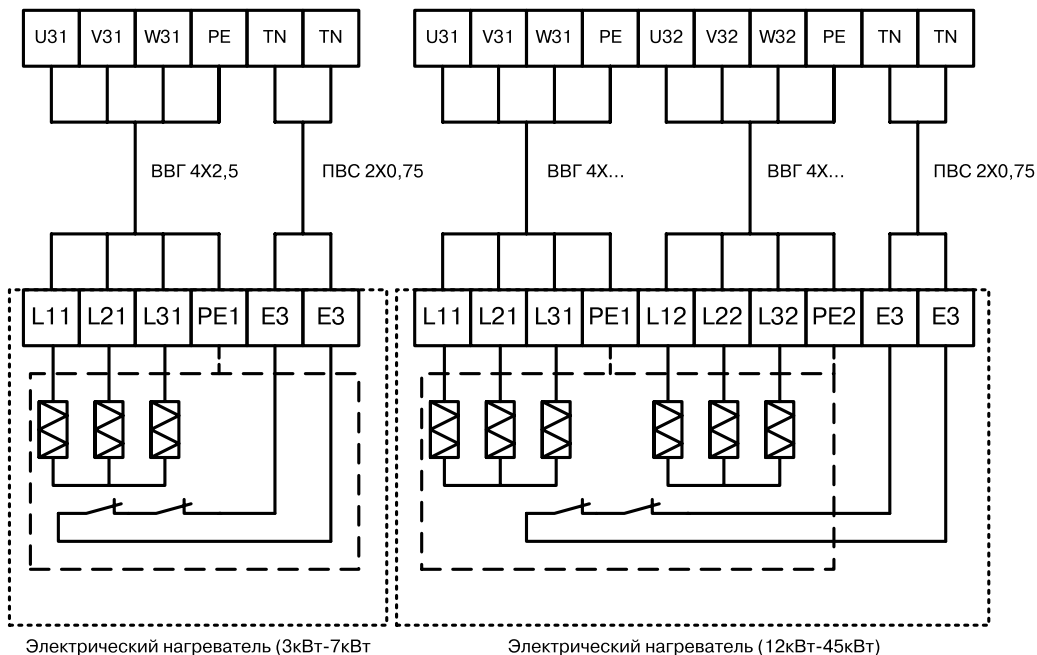 U31 V31 W31 PE TN TN
U31 V31 W31 PE U32 V32 W32 PE TN TN
ВВГ 4Х2,5
ПВС 2Х0,75
ВВГ 4Х...
ВВГ 4Х...
ПВС 2Х0,75
L11 L21 L31 PE1 E3 E3
L11 L21 L31 PE1 L12 L22 L32 PE2 E3 E3
Электрический нагреватель (3кВт-7кВт
Электрический нагреватель (12кВт-45кВт)